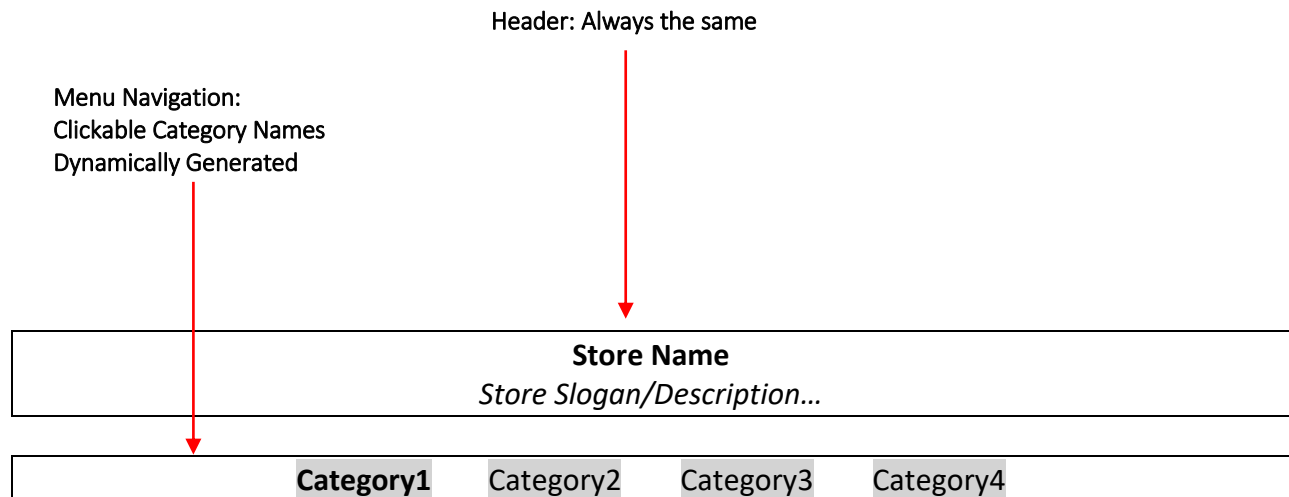 Header: Always the same
Menu Navigation:
Clickable Category Names
Dynamically Generated
Store Name
Store Slogan/Description…
Category1 Category2 Category3 Category4